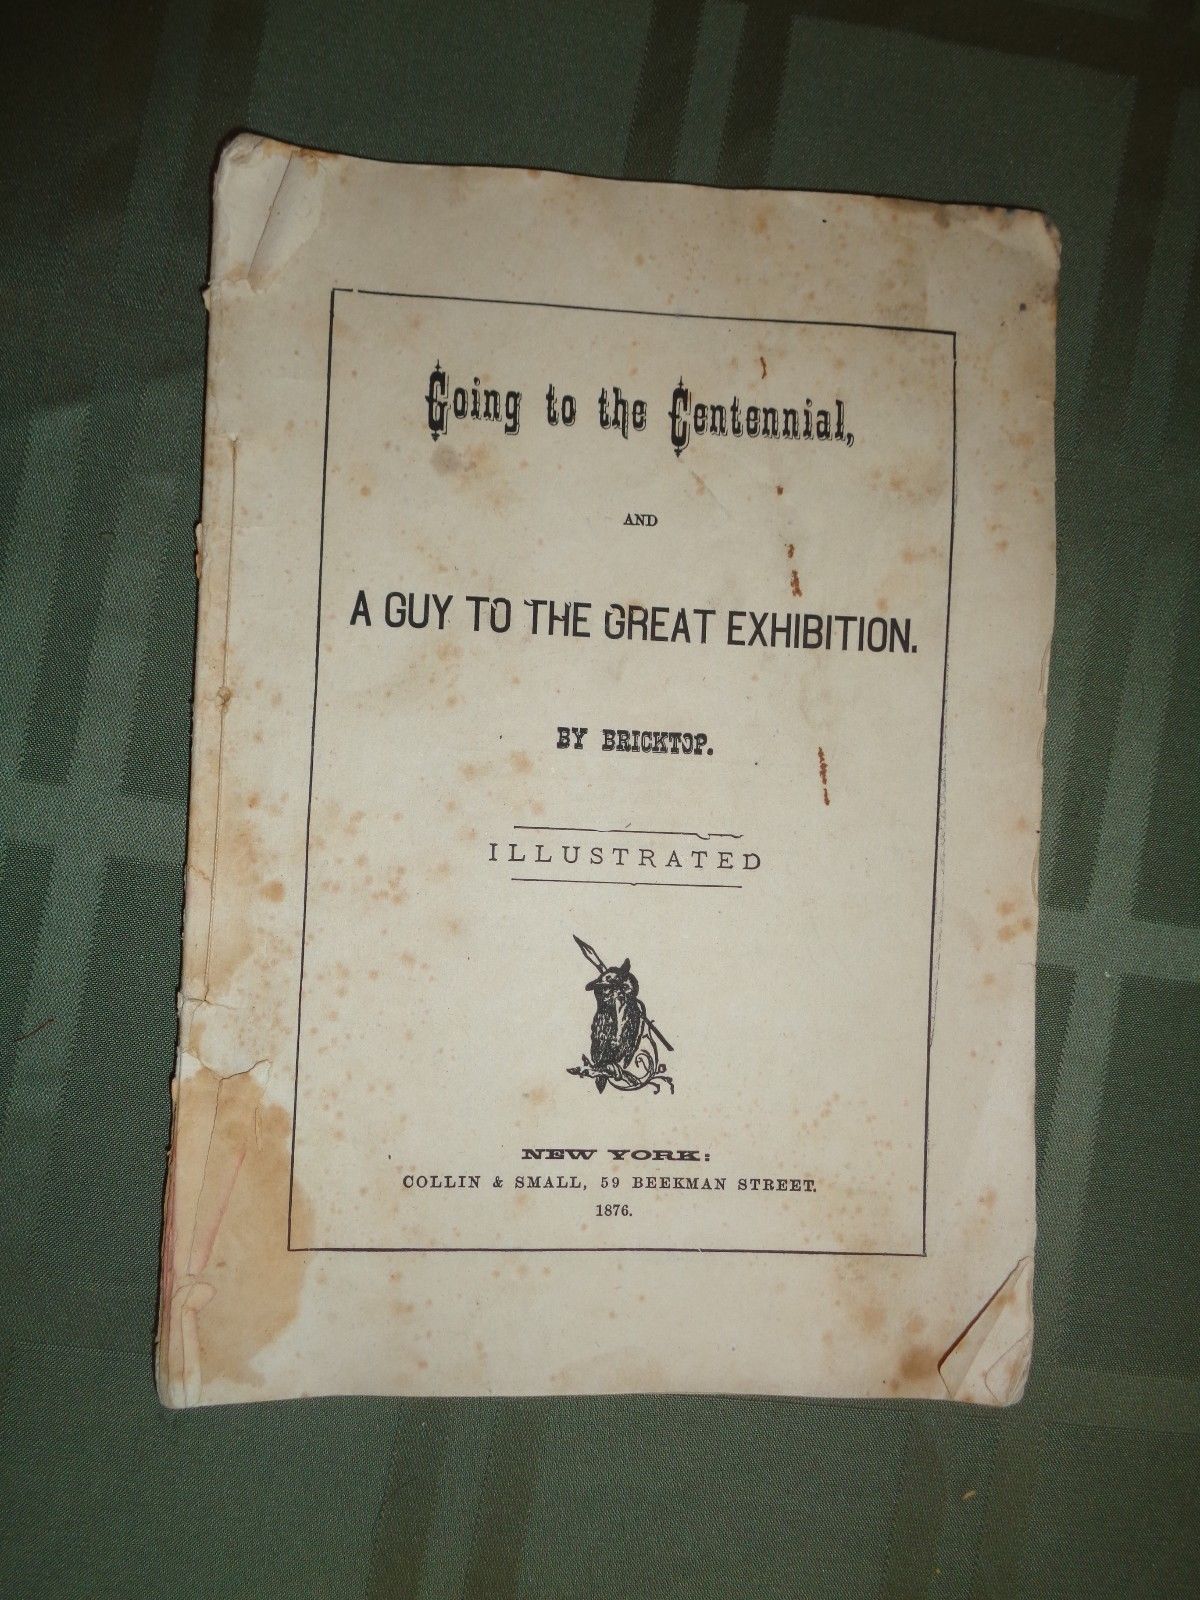 Going to the Centennial,
AND
A GUY TO THE GREAT EXHIBITION.
BY BRICKTOP.
ILLUSTRATED
NEW YORK:
COLLIN & SMALL, 59 BEEKMAN STREET.
1876.